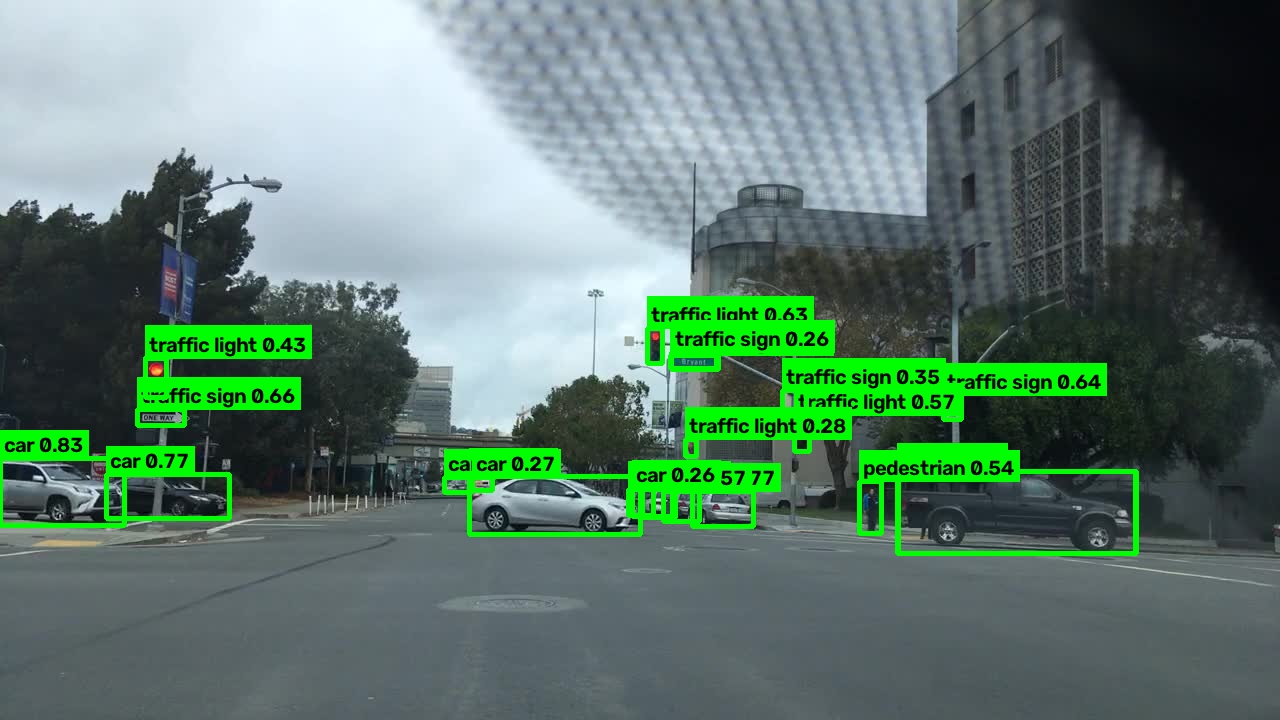 traffic light 0.63
traffic sign 0.26
traffic light 0.43
Bryant
traffic sign 0.35
traffic sign 0.64
traffic sign 0.66
traffic light 0.57
ONE WAY
traffic light 0.28
car 0.83
car 0.77
car 0.27
car 0.26
57
77
pedestrian 0.54